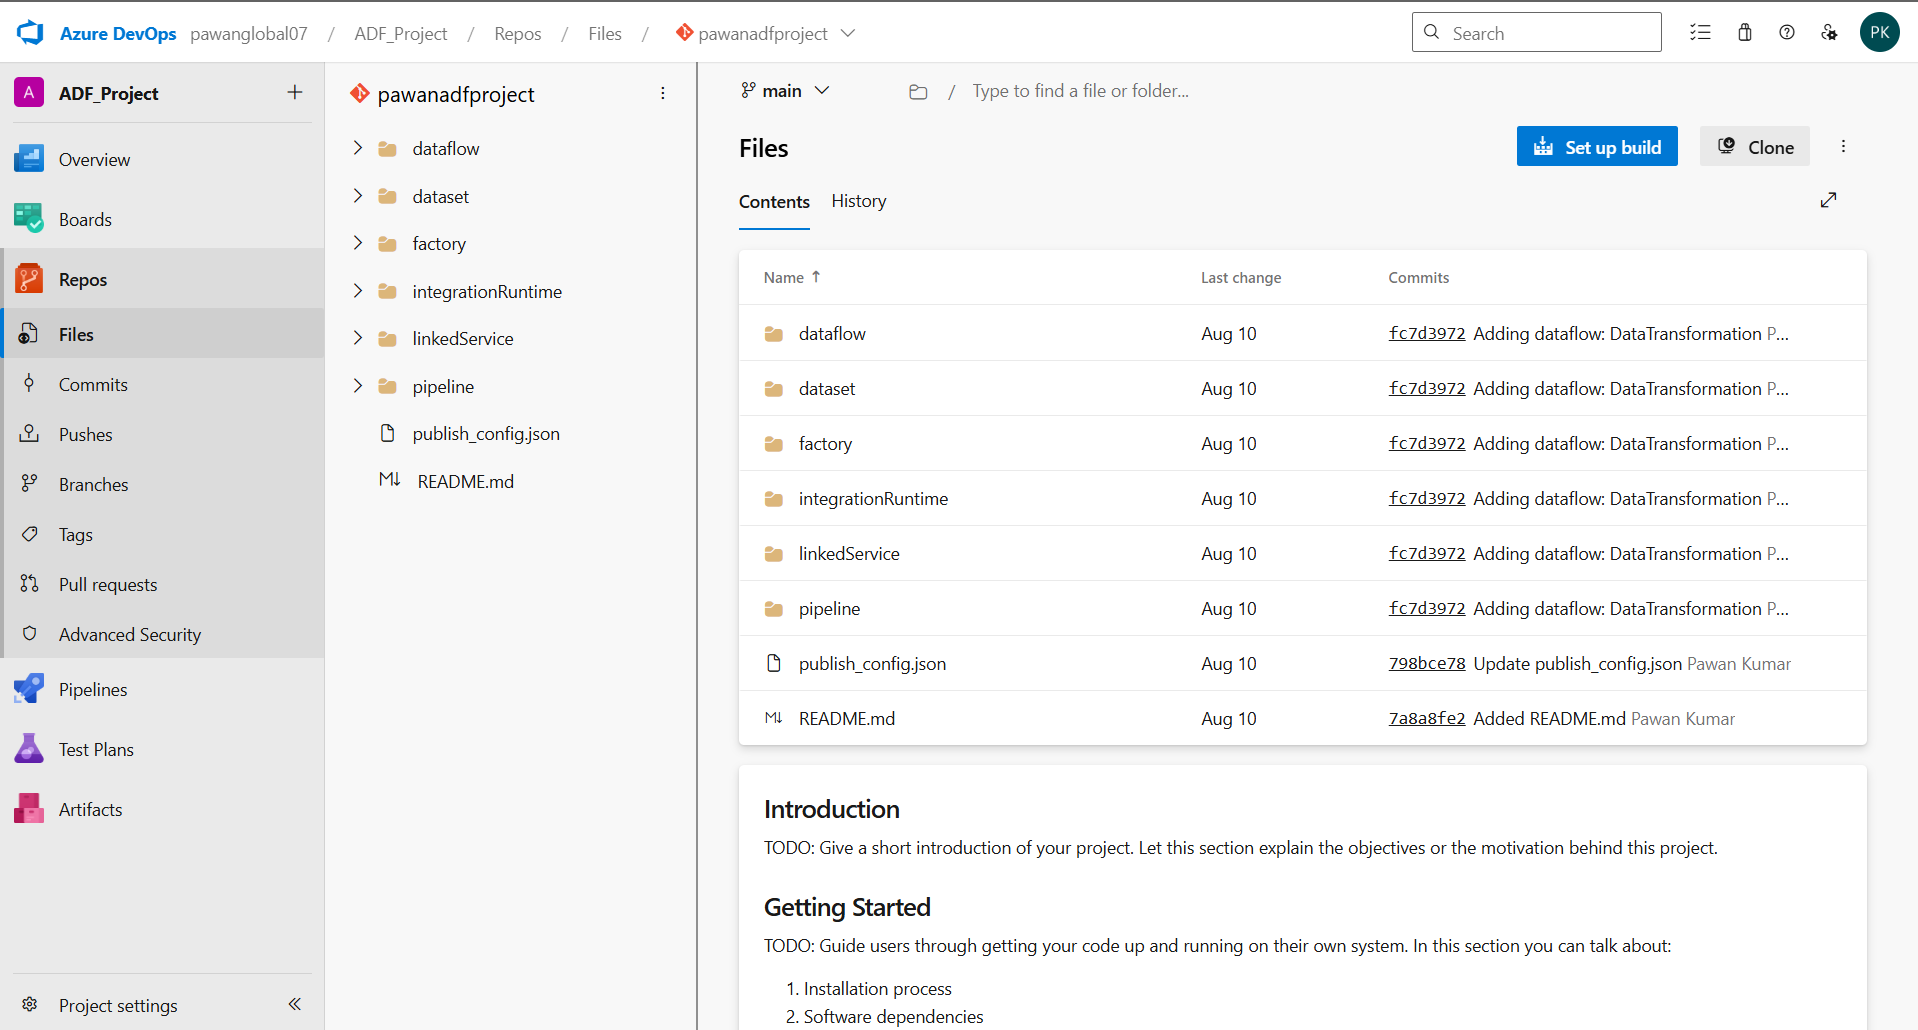 Azure DevOps pawanglobal07 / ADF_Project / Repos / Files / pawanadfproject
Search
PK
A ADF_Project
Overview
Boards
Repos
Files
Commits
Pushes
Branches
Tags
Pull requests
Advanced Security
Pipelines
Test Plans
Artifacts
Project settings
pawanadfproject
dataflow
dataset
factory
integrationRuntime
linkedService
pipeline
publish_config.json
README.md
main / Type to find a file or folder...
Files
Set up build
Clone
Contents History
Name Last change Commits
dataflow Aug 10 fc7d3972 Adding dataflow: DataTransformation P...
dataset Aug 10 fc7d3972 Adding dataflow: DataTransformation P...
factory Aug 10 fc7d3972 Adding dataflow: DataTransformation P...
integrationRuntime Aug 10 fc7d3972 Adding dataflow: DataTransformation P...
linkedService Aug 10 fc7d3972 Adding dataflow: DataTransformation P...
pipeline Aug 10 fc7d3972 Adding dataflow: DataTransformation P...
publish_config.json Aug 10 798bce78 Update publish_config.json Pawan Kumar
README.md Aug 10 7a8a8fe2 Added README.md Pawan Kumar
Introduction
TODO: Give a short introduction of your project. Let this section explain the objectives or the motivation behind this project.
Getting Started
TODO: Guide users through getting your code up and running on their own system. In this section you can talk about:
1. Installation process
2. Software dependencies